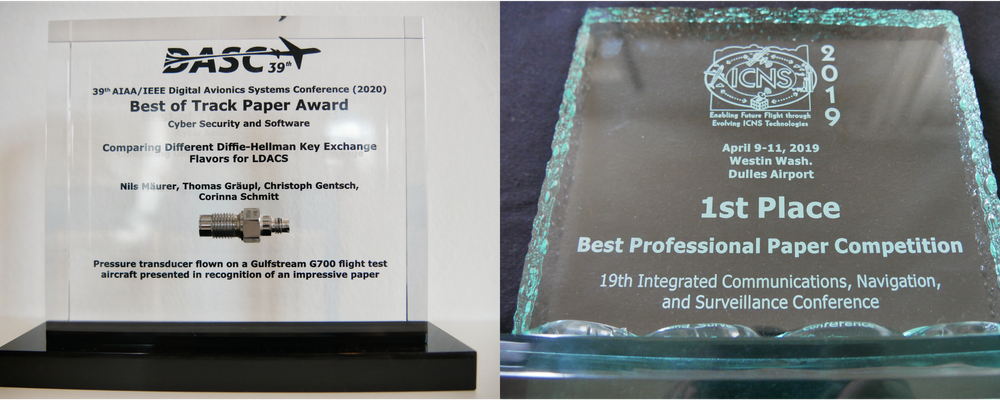 DASC 39th
39th AIAA/IEEE Digital Avionics Systems Conference (2020)
Best of Track Paper Award
Cyber Security and Software
Comparing Different Diffie-Hellman Key Exchange
Flavors for LDACS
Nils Mäurer, Thomas Gräupl, Christoph Gentsch,
Corinna Schmitt
Pressure transducer flown on a Gulfstream G700 flight test
aircraft presented in recognition of an impressive paper
ICNS
2019
Enabling Future Flight through
Evolving ICNS Technologies
April 9-11, 2019
Westin Wash.
Dulles Airport
1st Place
Best Professional Paper Competition
19th Integrated Communications, Navigation,
and Surveillance Conference